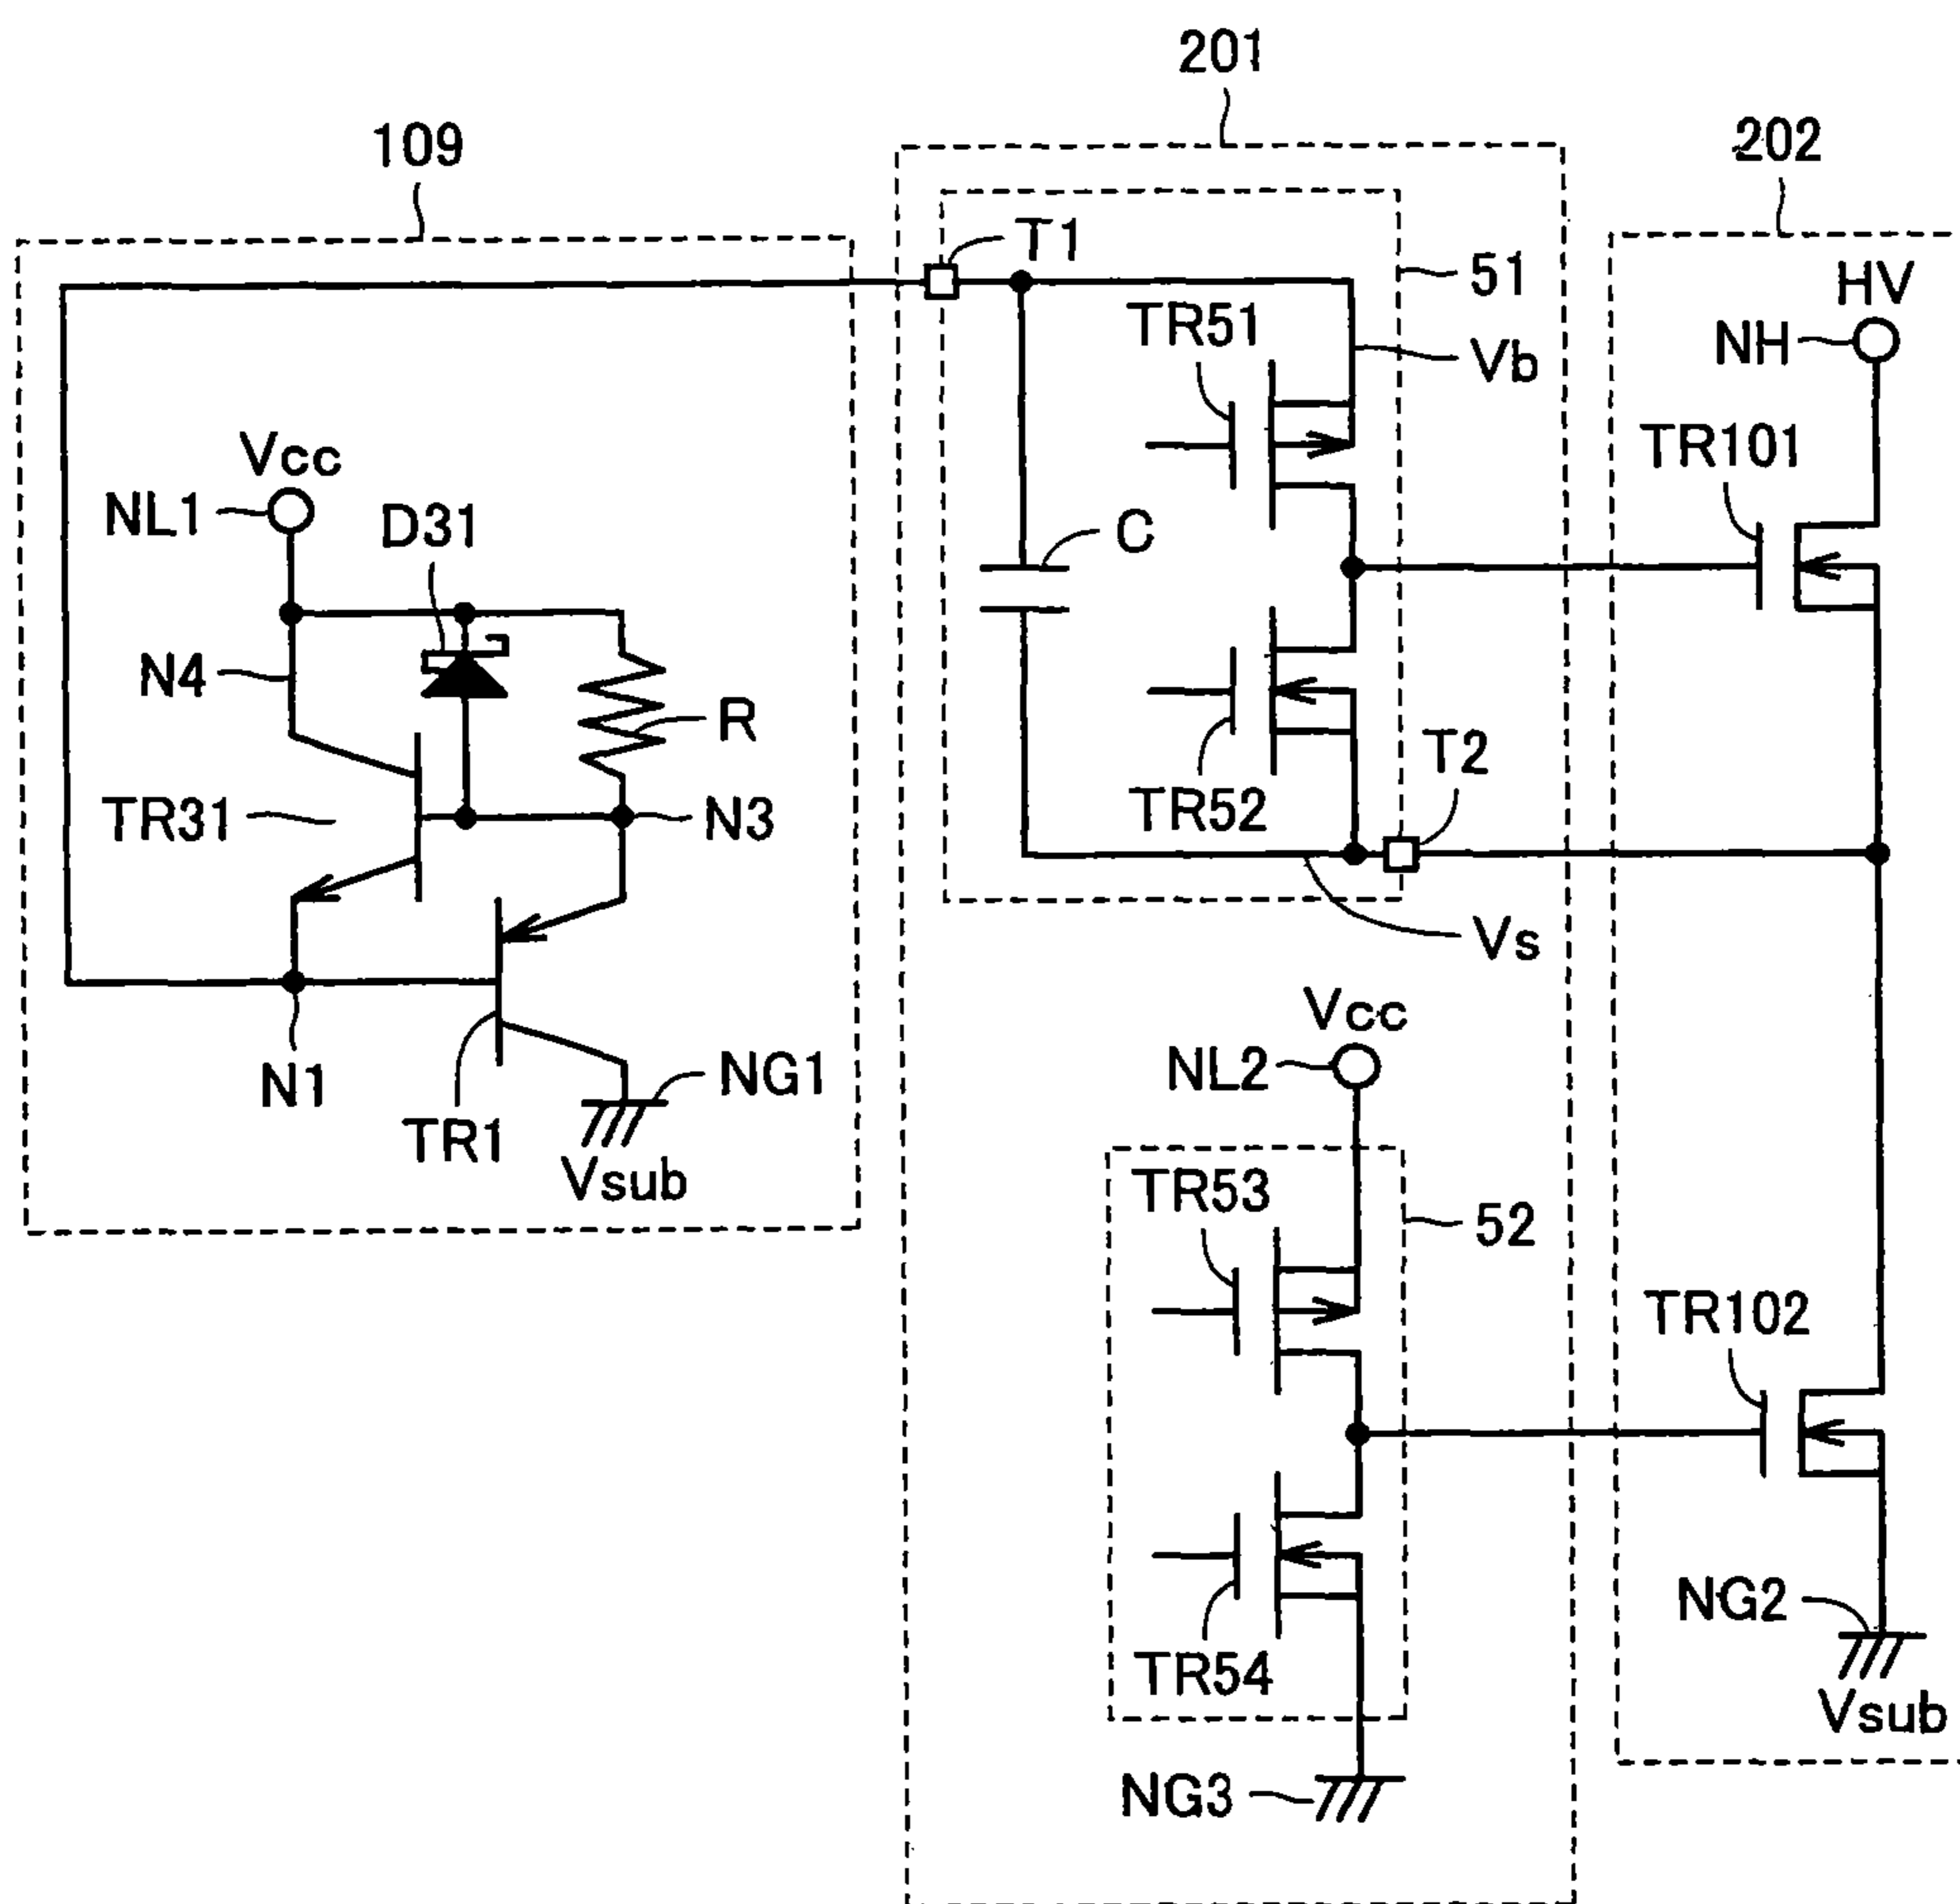 201
109
202
T1
51
HV
TR51
NH
Vb
TR101
Vcc
NL1
D31
C
N4
R
T2
TR31
N3
TR52
Vs
Vcc
NL2
N1
NG1
TR1
Vsub
TR53
52
TR102
NG2
TR54
Vsub
NG3